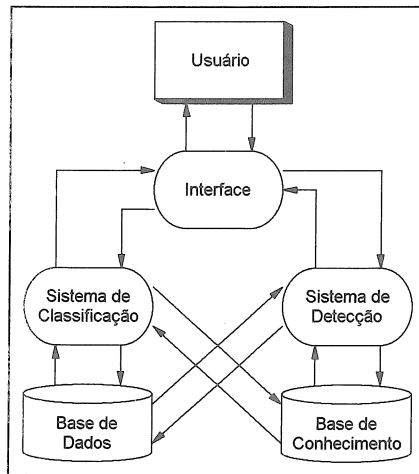 Usuário
Interface
Sistema de
Classificação
Sistema de
Detecção
Base de
Dados
Base de
Conhecimento